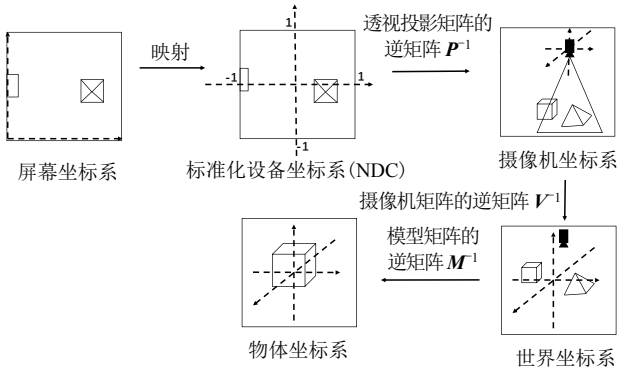 1
映射
透视投影矩阵的
逆矩阵 P⁻¹
-1
1
-1
屏幕坐标系
标准化设备坐标系(NDC)
摄像机坐标系
摄像机矩阵的逆矩阵 V⁻¹
模型矩阵的
逆矩阵 M⁻¹
物体坐标系
世界坐标系